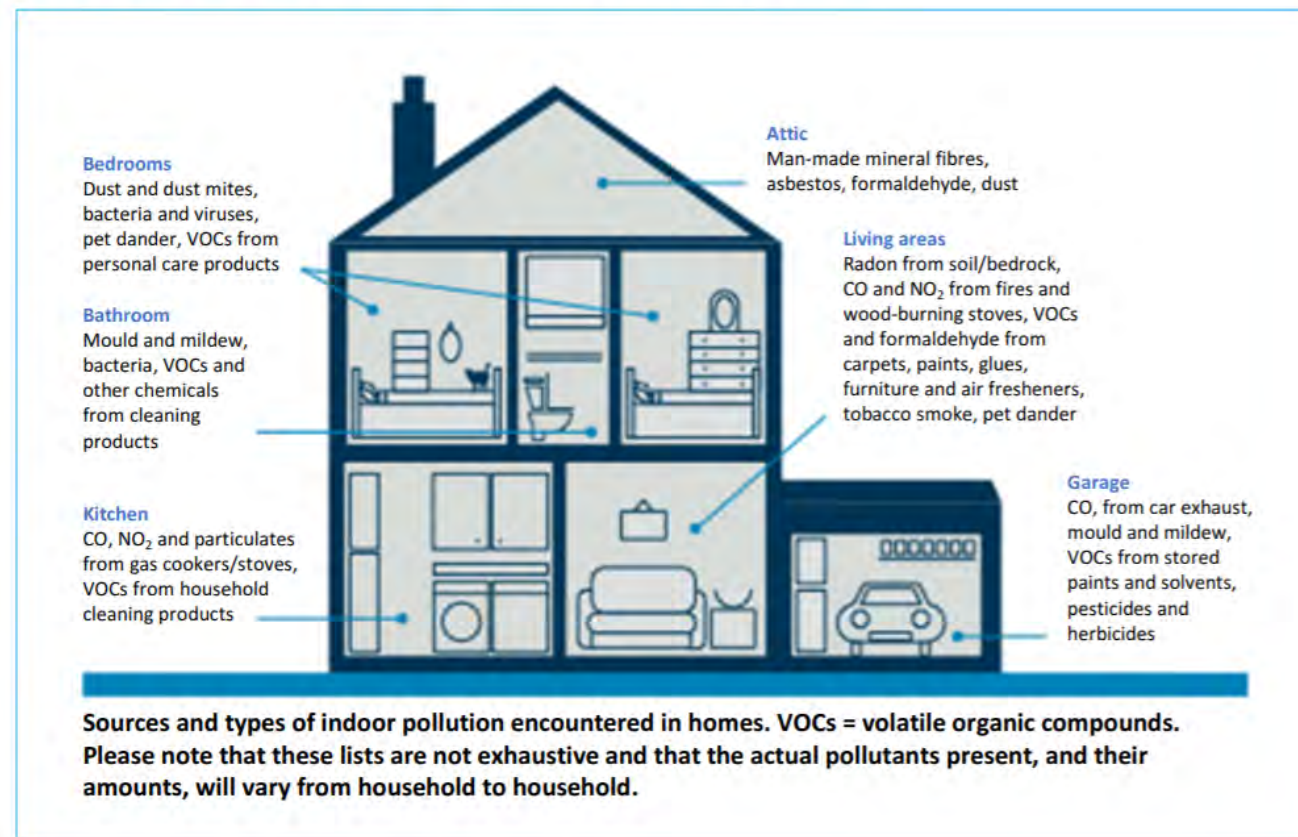 Bedrooms
Dust and dust mites,
bacteria and viruses,
pet dander, VOCs from
personal care products
Bathroom
Mould and mildew,
bacteria, VOCs and
other chemicals
from cleaning
products
Kitchen
CO, NO₂ and particulates
from gas cookers/stoves,
VOCs from household
cleaning products
Attic
Man-made mineral fibres,
asbestos, formaldehyde, dust
Living areas
Radon from soil/bedrock,
CO and NO₂ from fires and
wood-burning stoves, VOCs
and formaldehyde from
carpets, paints, glues,
furniture and air fresheners,
tobacco smoke, pet dander
Garage
CO, from car exhaust,
mould and mildew,
VOCs from stored
paints and solvents,
pesticides and
herbicides
Sources and types of indoor pollution encountered in homes. VOCs = volatile organic compounds.
Please note that these lists are not exhaustive and that the actual pollutants present, and their
amounts, will vary from household to household.